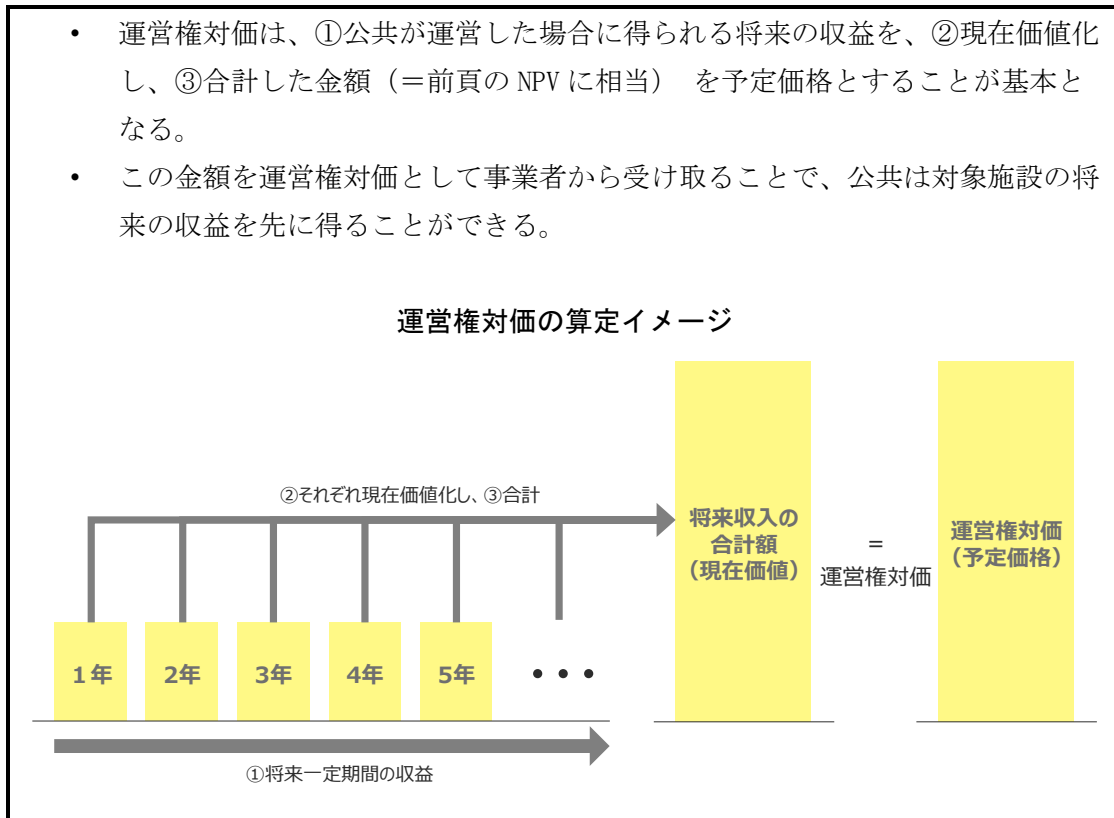 • 運営権対価は、①公共が運営した場合に得られる将来の収益を、②現在価値化
し、③合計した金額（＝前頁の NPV に相当） を予定価格とすることが基本と
なる。
• この金額を運営権対価として事業者から受け取ることで、公共は対象施設の将
来の収益を先に得ることができる。
運営権対価の算定イメージ
②それぞれ現在価値化し、③合計
将来収入の
合計額
（現在価値）
＝
運営権対価
運営権対価
（予定価格）
１年
2年
3年
4年
5年
・・・
①将来一定期間の収益